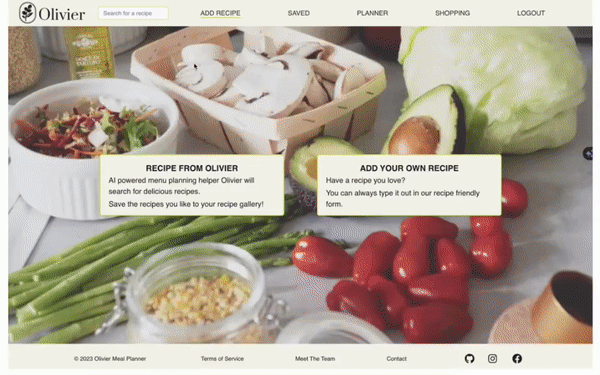 Olivier
Search for a recipe
ADD RECIPE
SAVED
PLANNER
SHOPPING
LOGOUT
RECIPE FROM OLIVIER
AI powered menu planning helper Olivier will
search for delicious recipes.
Save the recipes you like to your recipe gallery!
ADD YOUR OWN RECIPE
Have a recipe you love?
You can always type it out in our recipe friendly
form.
© 2023 Olivier Meal Planner
Terms of Service
Meet The Team
Contact